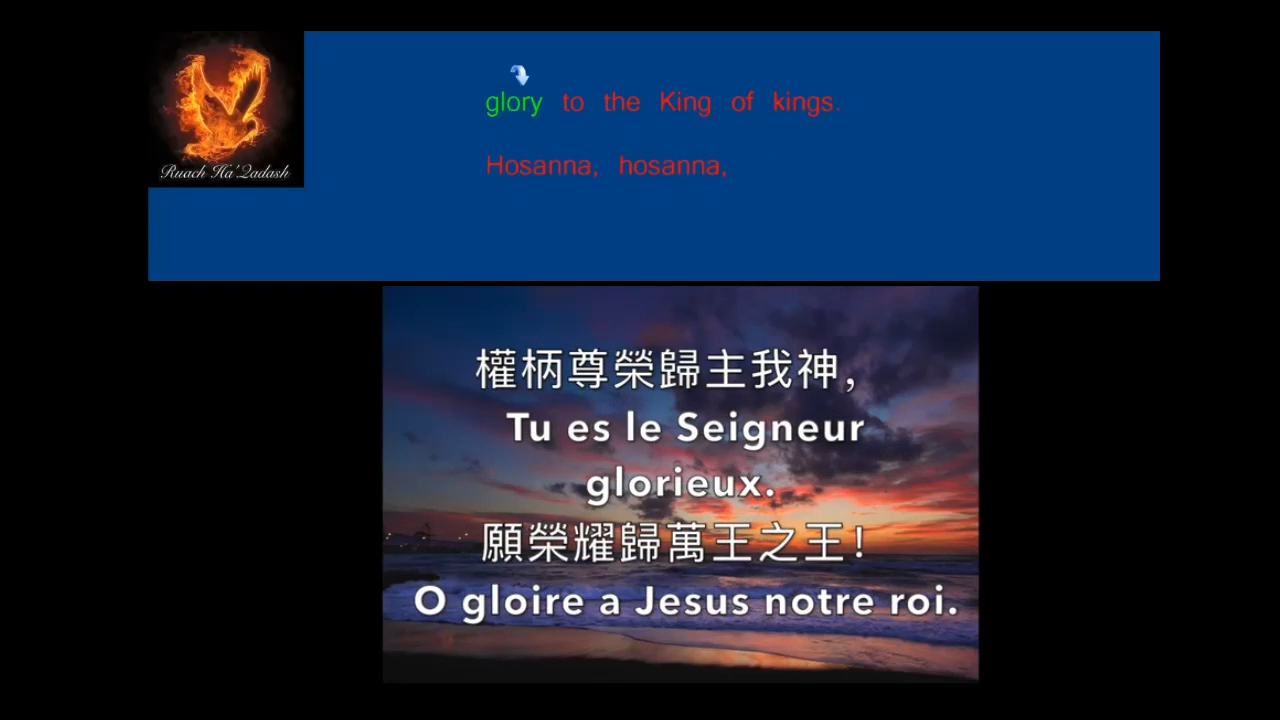 Ruach Ha'Qadash
glory to the King of kings.
Hosanna, hosanna,
權柄尊榮歸主我神，
Tu es le Seigneur
glorieux.
願榮耀歸萬王之王！
O gloire a Jesus notre roi.